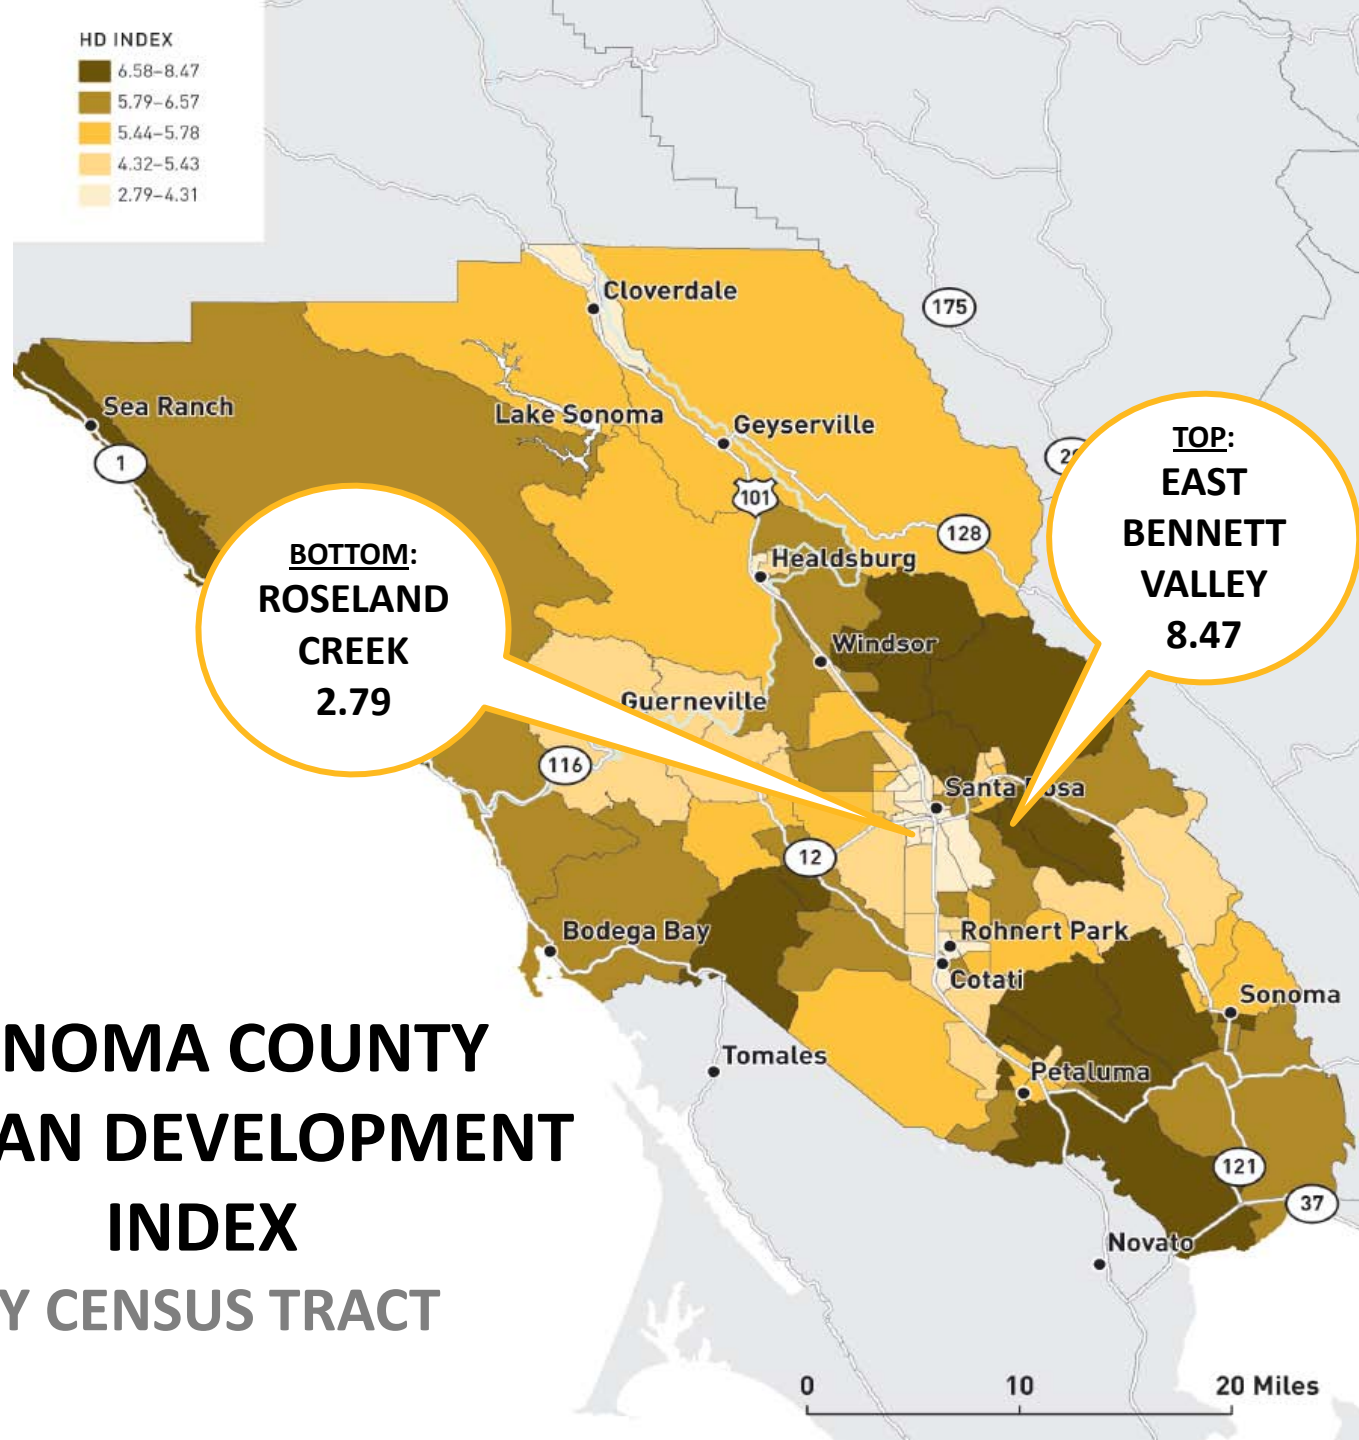 HD INDEX
6.58–8.47
5.79–6.57
5.44–5.78
4.32–5.43
2.79–4.31
Cloverdale
175
Sea Ranch
Lake Sonoma
Geyserville
1
101
128
Healdsburg
TOP:
EAST
BENNETT
VALLEY
8.47
BOTTOM:
ROSELAND
CREEK
2.79
Windsor
Guerneville
116
Santa
12
Bodega Bay
Rohnert Park
Cotati
Sonoma
Tomales
Petaluma
121
37
Novato
NOMA COUNTY
AN DEVELOPMENT
INDEX
Y CENSUS TRACT
0 10 20 Miles